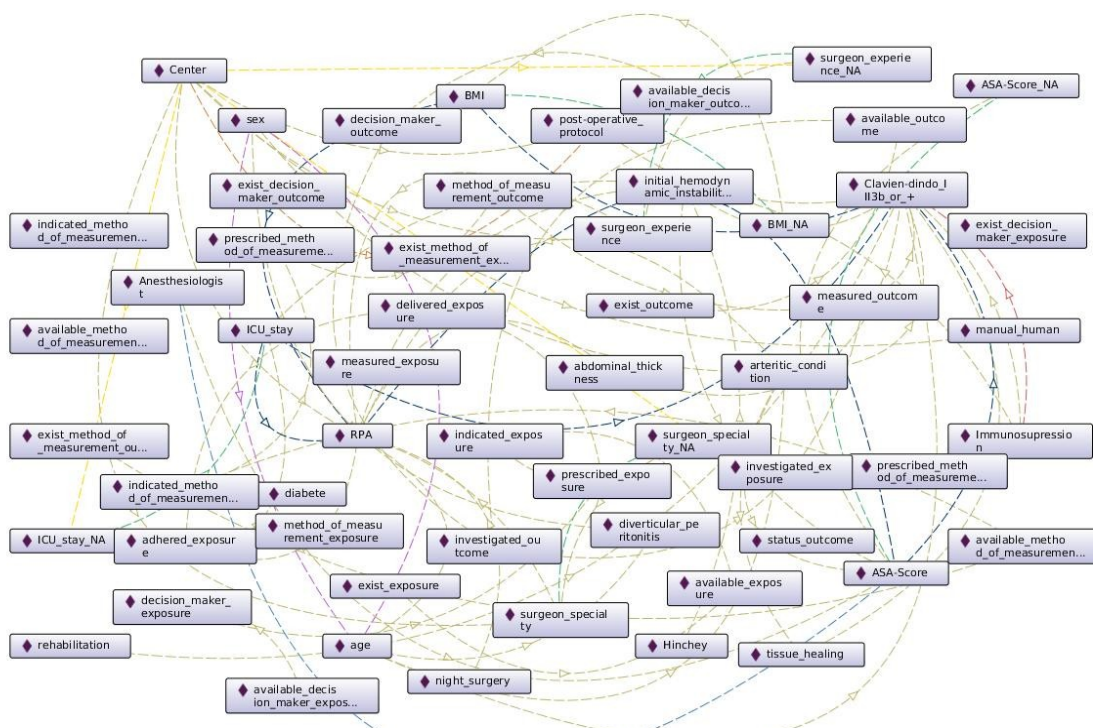 Center
surgeon_experie
nce_NA
ASA-Score_NA
BMI
available_decis
ion_maker_outco...
sex
decision_maker_
outcome
post-operative_
protocol
available_outco
me
exist_decision_
maker_outcome
method_of_measu
rement_outcome
initial_hemodyn
amic_instabilit...
Clavien-dindo_I
II3b_or_+
indicated_metho
d_of_measuremen...
prescribed_meth
od_of_measureme...
exist_method_of
_measurement_ex...
surgeon_experie
nce
BMI_NA
exist_decision_
maker_exposure
Anesthesiologis
t
delivered_expos
ure
exist_outcome
measured_outcom
e
available_metho
d_of_measuremen...
ICU_stay
manual_human
measured_exposu
re
abdominal_thick
ness
arteritic_condi
tion
exist_method_of
_measurement_ou...
RPA
indicated_expos
ure
surgeon_special
ty_NA
Immunosupressio
n
indicated_metho
d_of_measuremen...
diabete
prescribed_expo
sure
investigated_ex
posure
prescribed_meth
od_of_measureme...
ICU_stay_NA
adhered_exposur
e
method_of_measu
rement_exposure
investigated_ou
tcome
diverticular_pe
ritonitis
status_outcome
available_metho
d_of_measuremen...
exist_exposure
available_expos
ure
ASA-Score
decision_maker_
exposure
surgeon_special
ty
rehabilitation
age
Hinchey
tissue_healing
available_decis
ion_maker_expos...
night_surgery